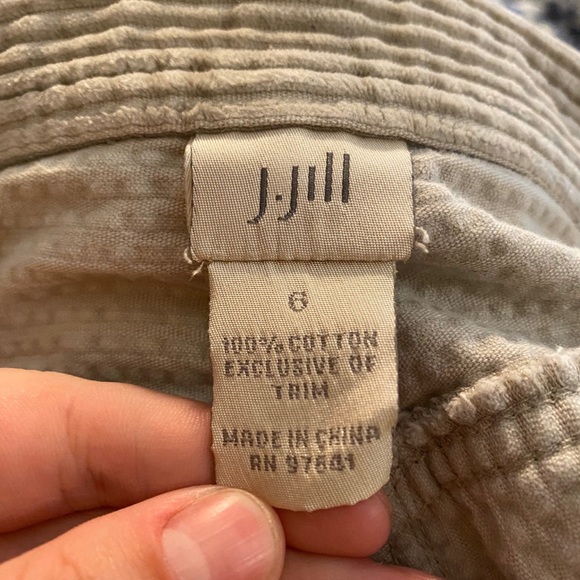 J.Jill
6
100% COTTON
EXCLUSIVE OF
TRIM
MADE IN CHINA
RN 97641